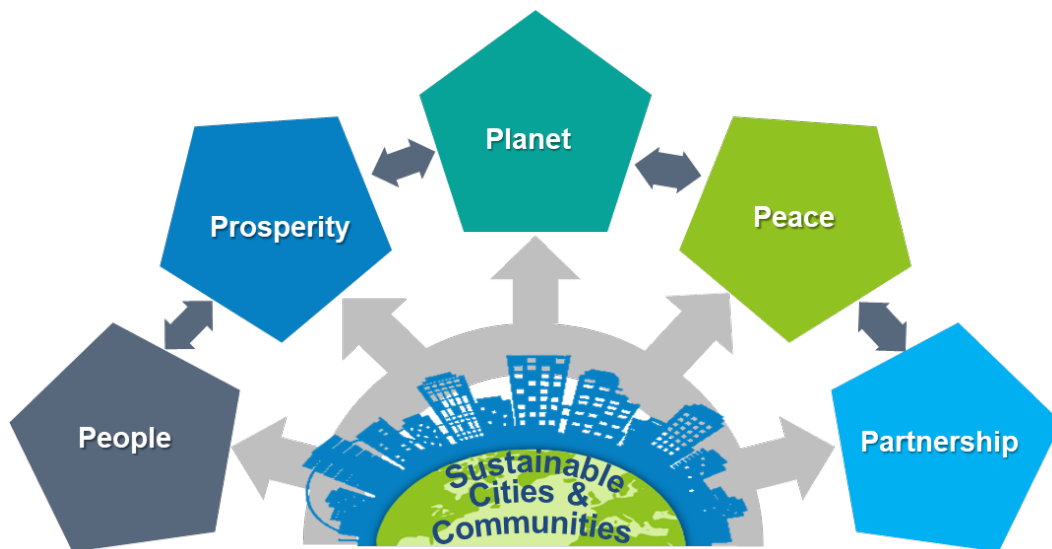 Planet
Prosperity
Peace
People
Partnership
Sustainable
Cities &
Communities